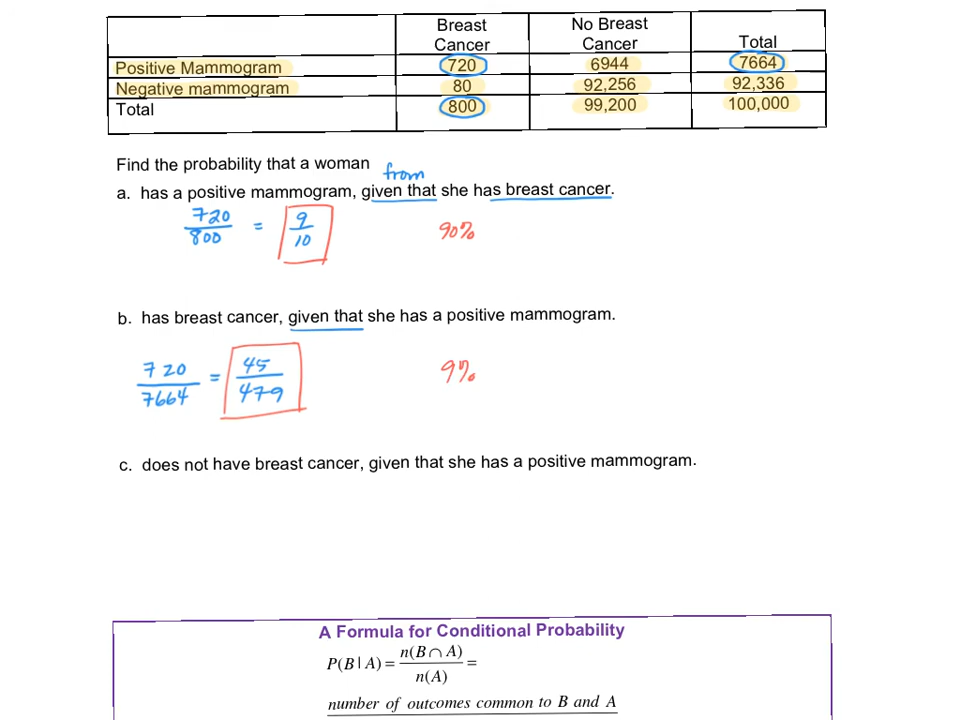 Breast Cancer No Breast Cancer Total
Positive Mammogram 720 6944 7664
Negative mammogram 80 92,256 92,336
Total 800 99,200 100,000
Find the probability that a woman
from
a. has a positive mammogram, given that she has breast cancer.
720/800 = 9/10 90%
b. has breast cancer, given that she has a positive mammogram.
720/7664 = 45/479 9%
c. does not have breast cancer, given that she has a positive mammogram.
A Formula for Conditional Probability
P(B | A) = n(B ∩ A)/n(A) =
number of outcomes common to B and A